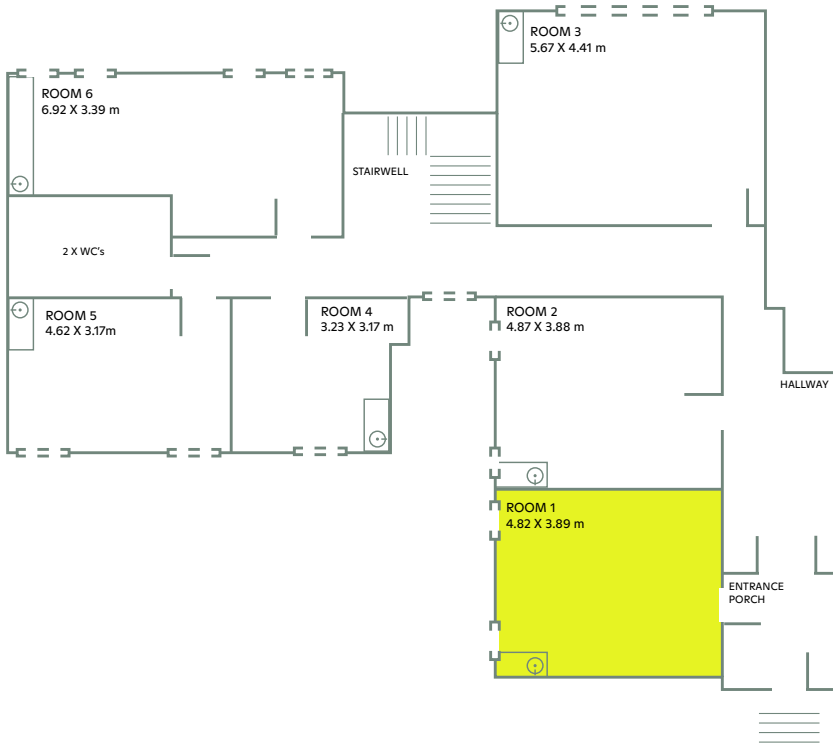 ROOM 3
5.67 X 4.41 m
ROOM 6
6.92 X 3.39 m
STAIRWELL
2 X WC's
ROOM 5
4.62 X 3.17m
ROOM 4
3.23 X 3.17 m
ROOM 2
4.87 X 3.88 m
HALLWAY
ROOM 1
4.82 X 3.89 m
ENTRANCE
PORCH